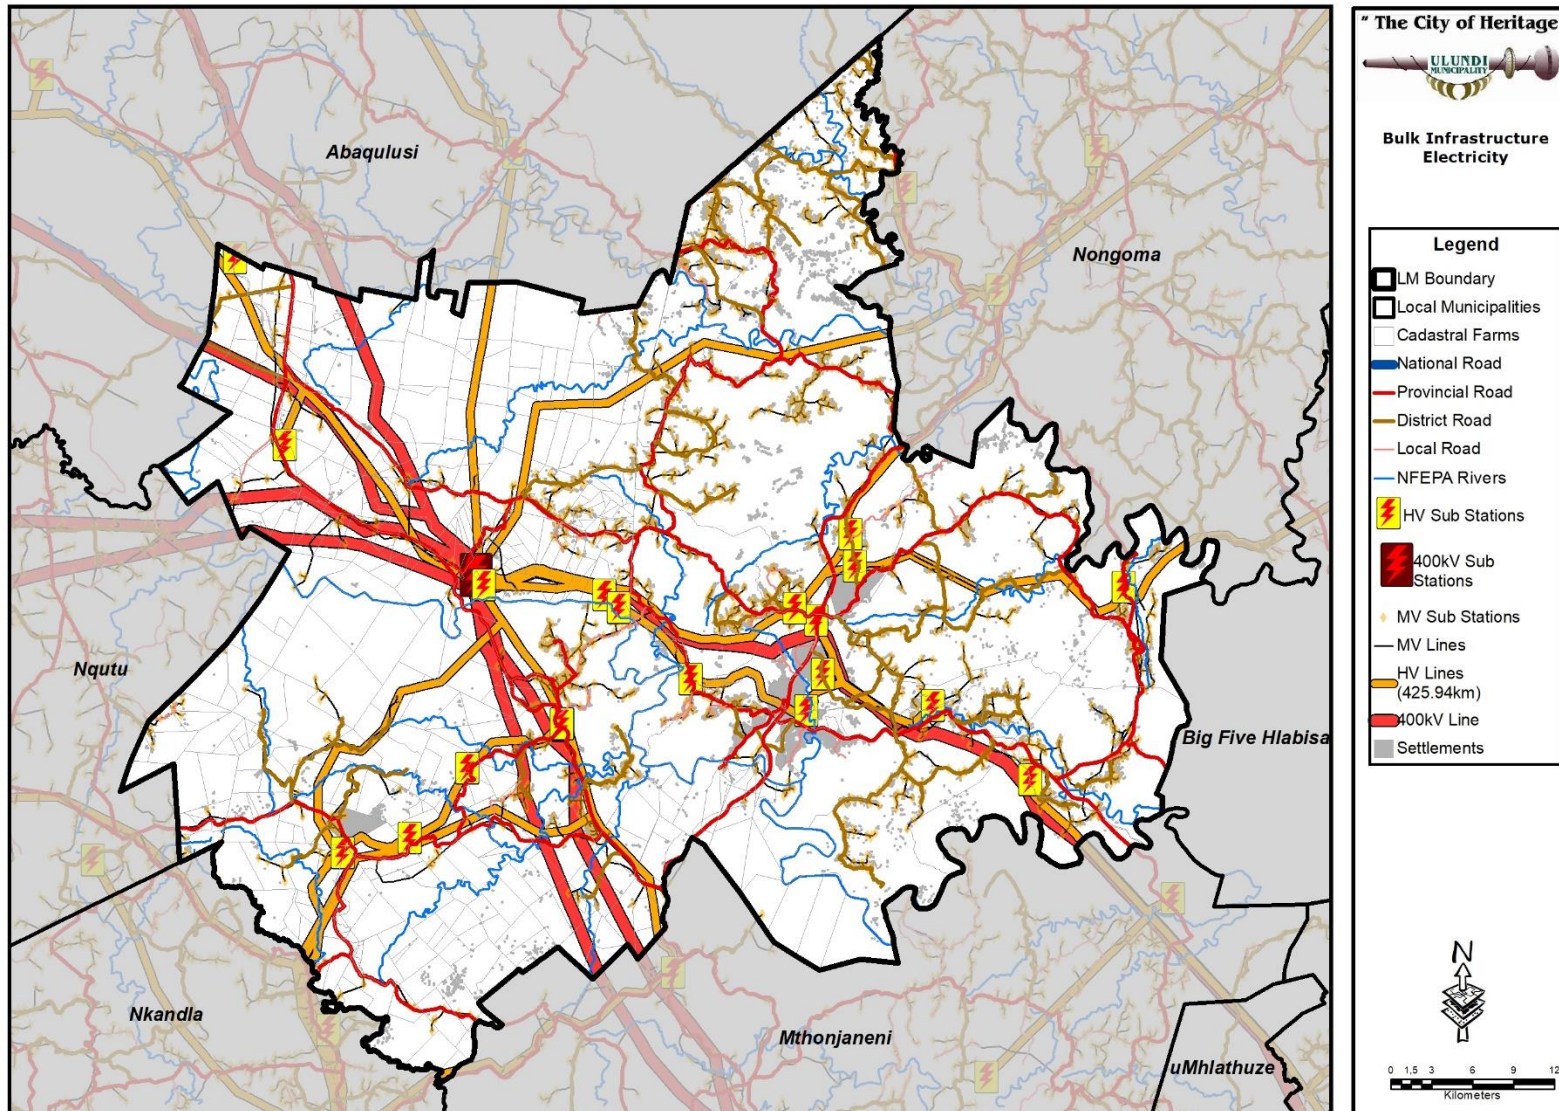 " The City of Heritage
ULUNDI
MUNICIPALITY
Bulk Infrastructure
Electricity
Legend
LM Boundary
Local Municipalities
Cadastral Farms
National Road
Provincial Road
District Road
Local Road
NFEPA Rivers
HV Sub Stations
400kV Sub
Stations
MV Sub Stations
MV Lines
HV Lines
(425.94km)
400kV Line
Settlements
N
0 1,5 3 6 9 12
Kilometers
Abaqulusi
Nongoma
Nqutu
Big Five Hlabisa
Nkandla
Mthonjaneni
uMhlathuze